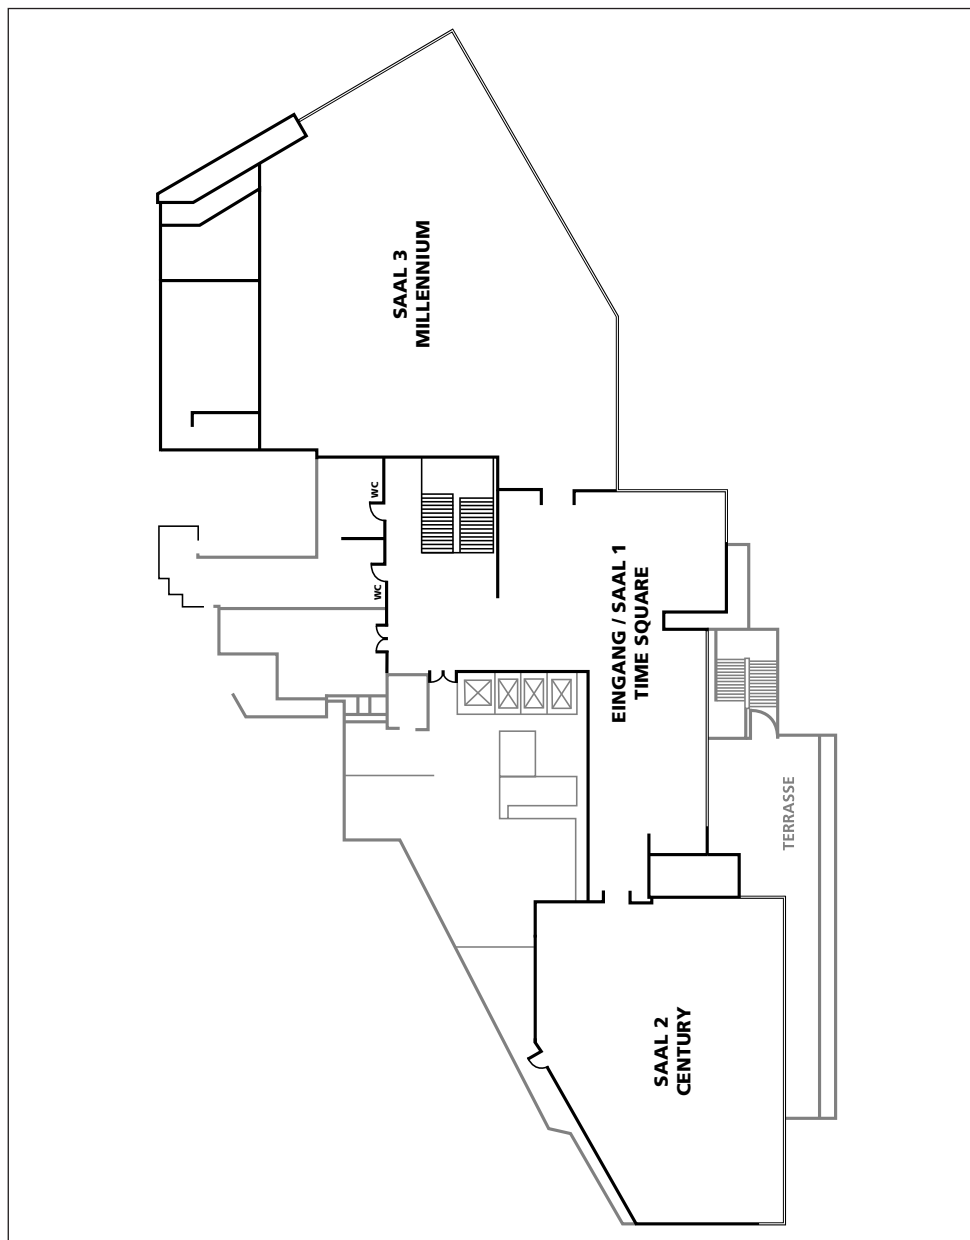 SAAL 3
MILLENNIUM
WC
WC
EINGANG / SAAL 1
TIME SQUARE
TERRASSE
SAAL 2
CENTURY